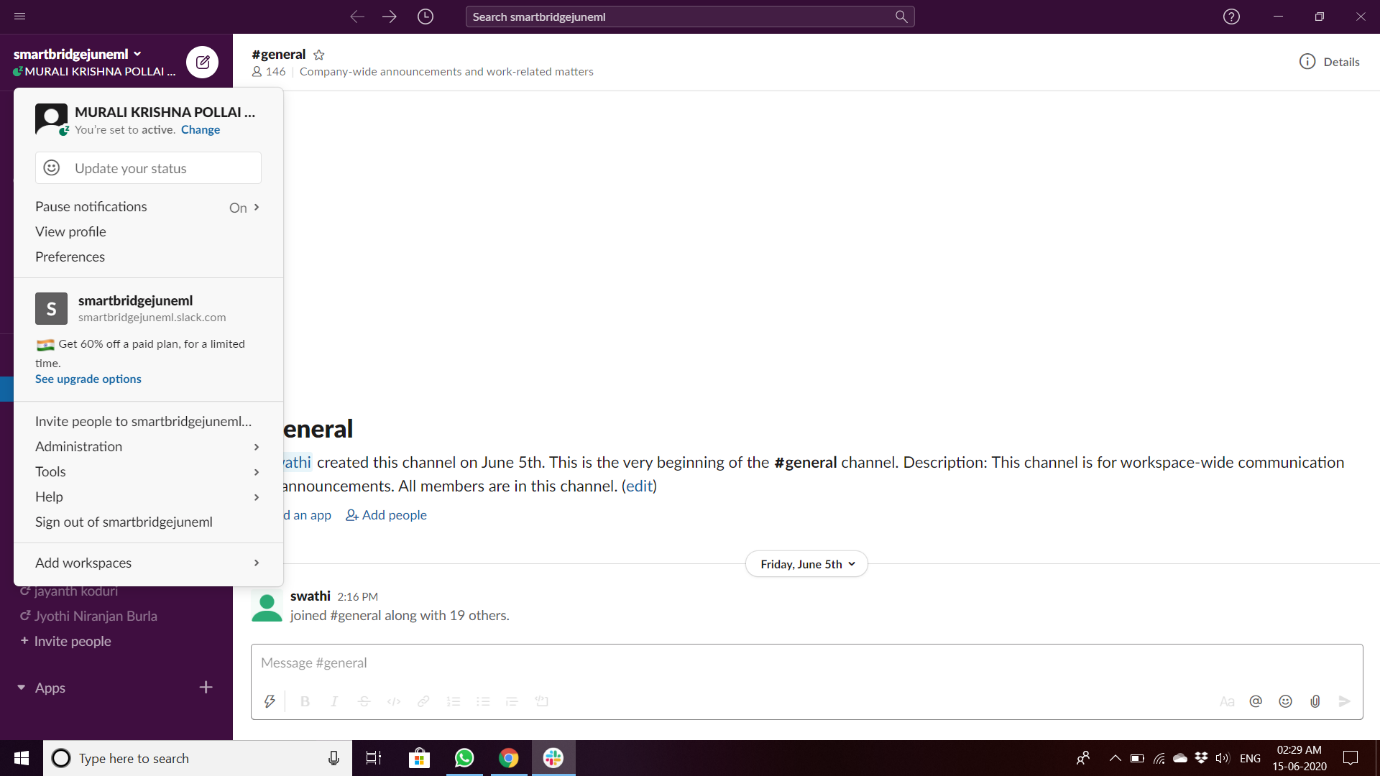 Search smartbridgejuneml
smartbridgejuneml
MURALI KRISHNA POLLAI ...
#general
146
Company-wide announcements and work-related matters
Details
MURALI KRISHNA POLLAI ...
You're set to active. Change
Update your status
Pause notifications On
View profile
Preferences
S
smartbridgejuneml
smartbridgejuneml.slack.com
Get 60% off a paid plan, for a limited
time.
See upgrade options
Invite people to smartbridgejuneml...
Administration
Tools
Help
Sign out of smartbridgejuneml
Add workspaces
jayanth koduri
Jyothi Niranjan Burla
+ Invite people
Apps
eneral
athi created this channel on June 5th. This is the very beginning of the #general channel. Description: This channel is for workspace-wide communication
announcements. All members are in this channel. (edit)
d an app Add people
Friday, June 5th
swathi 2:16 PM
joined #general along with 19 others.
Message #general
B I S </> Aa @
Type here to search
ENG
02:29 AM
15-06-2020